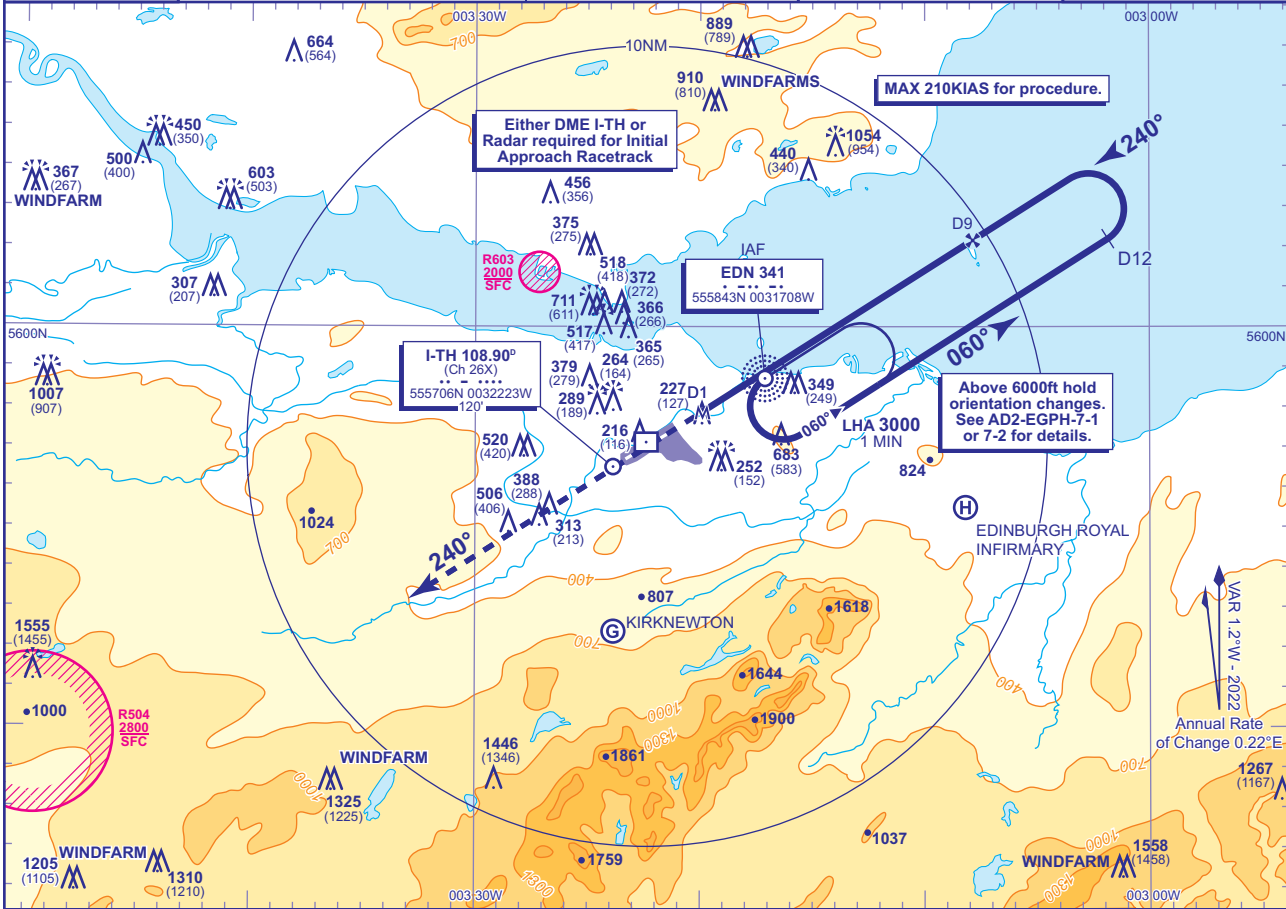 003 30W
003 00W
700
664
(564)
889
(789)
10NM
910
(810)
WINDFARMS
MAX 210KIAS for procedure.
Either DME I-TH or
Radar required for Initial
Approach Racetrack
450
(350)
500
(400)
1054
(954)
440
(340)
240°
367
(267)
WINDFARM
603
(503)
456
(356)
375
(275)
D9
IAF
D12
R603
2000
SFC
518
(418)
372
(272)
EDN 341
555843N 0031708W
307
(207)
711
(611)
366
(266)
517
(417)
365
(265)
5600N
5600N
060°
I-TH 108.90D
(Ch 26X)
555706N 0032223W
120'
379
(279)
264
(164)
289
(189)
227
(127)
D1
349
(249)
1007
(907)
Above 6000ft hold
orientation changes.
See AD2-EGPH-7-1
or 7-2 for details.
060°
LHA 3000
1 MIN
216
(116)
520
(420)
252
(152)
683
(583)
824
388
(288)
506
(406)
313
(213)
1024
700
H
EDINBURGH ROYAL
INFIRMARY
240°
400
807
1618
G
KIRKNEWTON
700
VAR 1.2°W - 2022
Annual Rate
of Change 0.22°E
1555
(1455)
1000
R504
2800
SFC
1644
400
1000
1900
1300
1446
(1346)
1861
WINDFARM
1000
1325
(1225)
700
1267
(1167)
1037
1000
WINDFARM
1205
(1105)
1310
(1210)
1759
1300
WINDFARM
1558
(1458)
1300
003 30W
003 00W